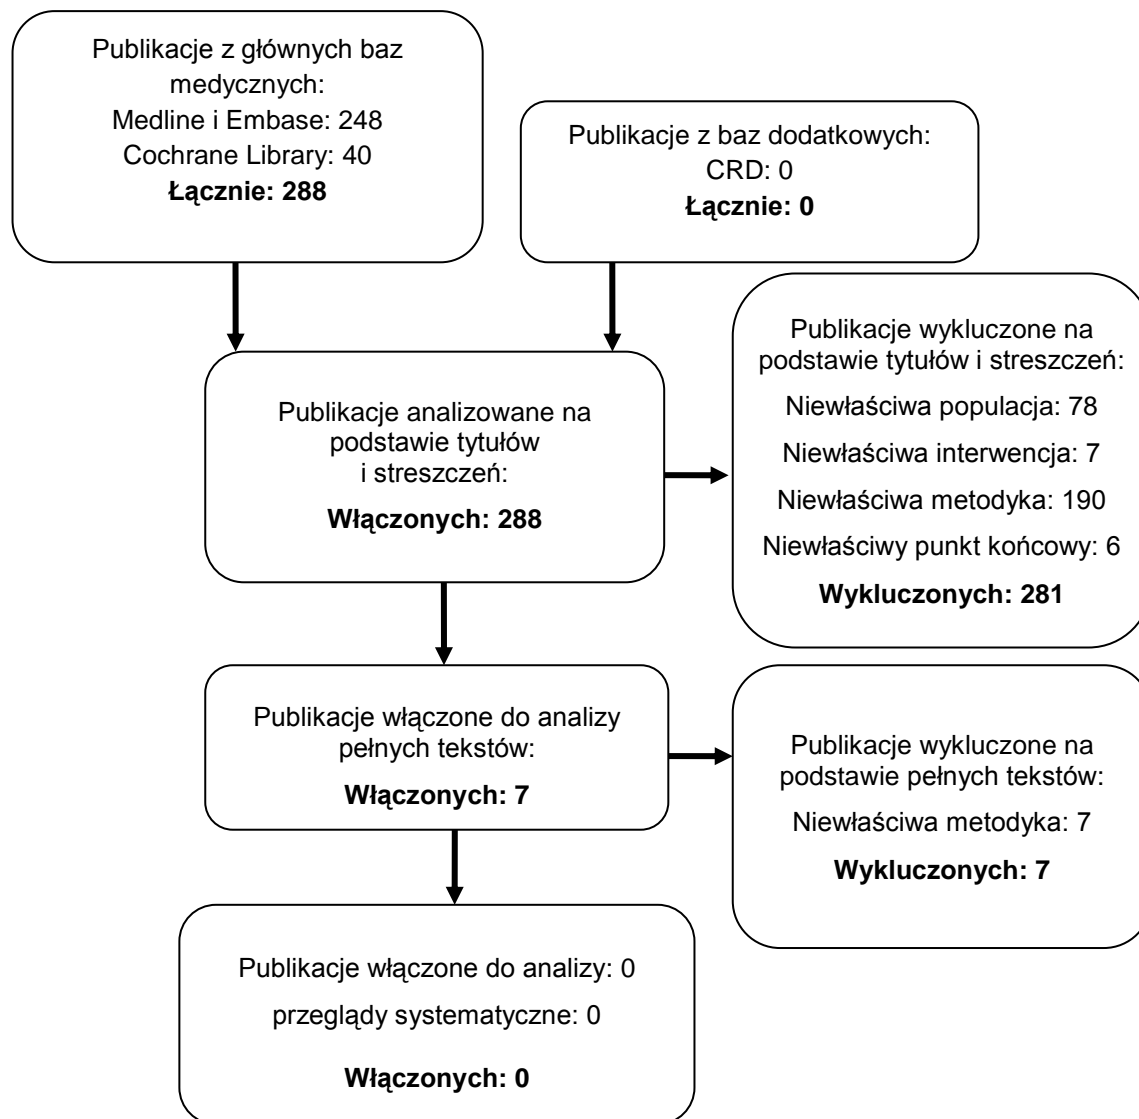 Publikacje z głównych baz
medycznych:
Medline i Embase: 248
Cochrane Library: 40
Łącznie: 288
Publikacje z baz dodatkowych:
CRD: 0
Łącznie: 0
Publikacje analizowane na
podstawie tytułów
i streszczeń:
Włączonych: 288
Publikacje wykluczone na
podstawie tytułów i streszczeń:
Niewłaściwa populacja: 78
Niewłaściwa interwencja: 7
Niewłaściwa metodyka: 190
Niewłaściwy punkt końcowy: 6
Wykluczonych: 281
Publikacje włączone do analizy
pełnych tekstów:
Włączonych: 7
Publikacje wykluczone na
podstawie pełnych tekstów:
Niewłaściwa metodyka: 7
Wykluczonych: 7
Publikacje włączone do analizy: 0
przeglądy systematyczne: 0
Włączonych: 0